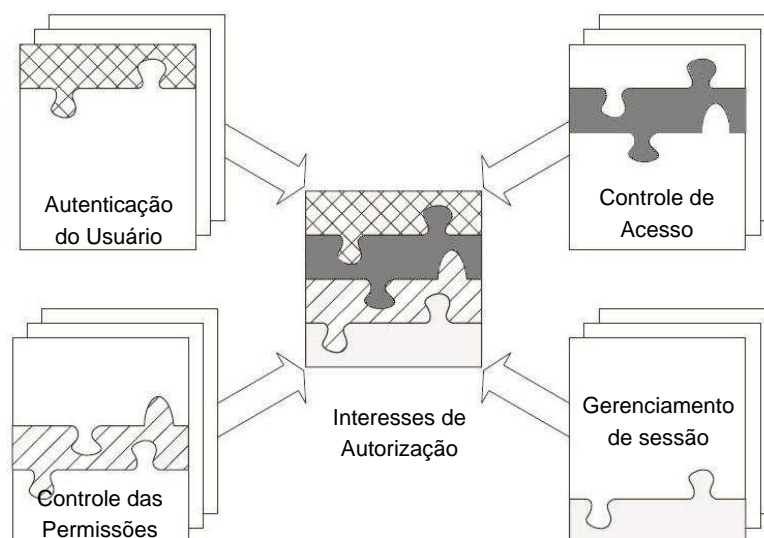 Autenticação
do Usuário
Controle de
Acesso
Interesses de
Autorização
Controle das
Permissões
Gerenciamento
de sessão